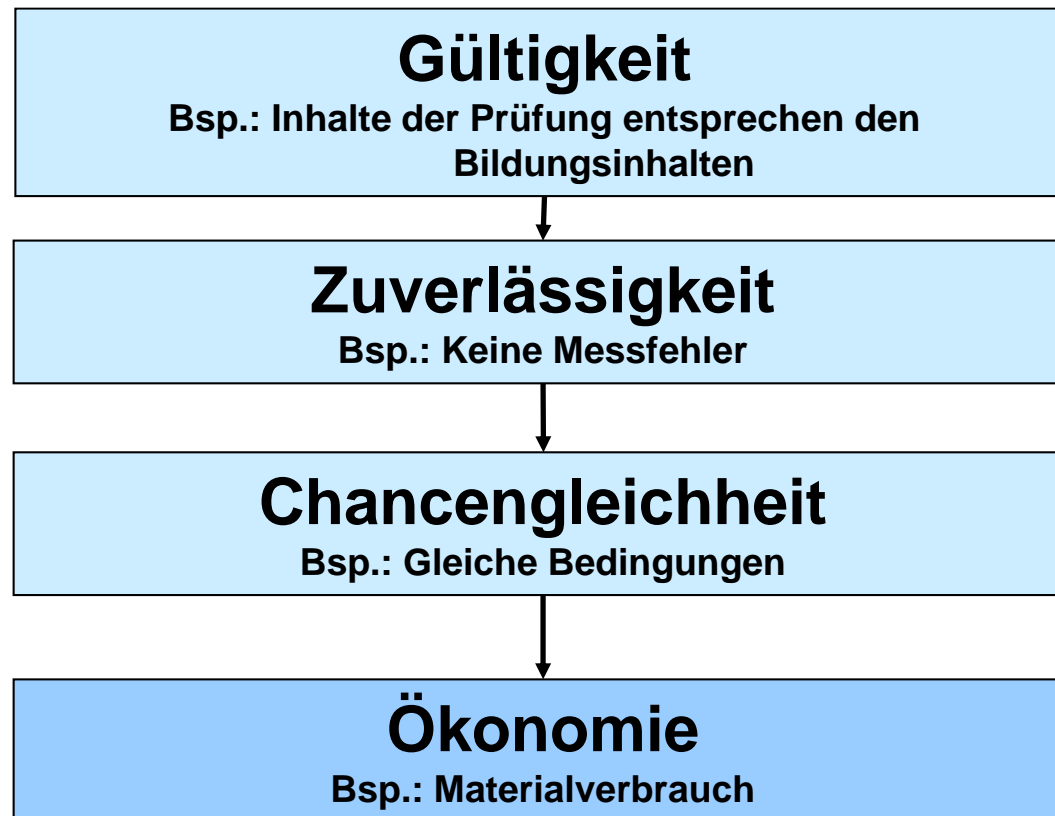 Gültigkeit
Bsp.: Inhalte der Prüfung entsprechen den
Bildungsinhalten
Zuverlässigkeit
Bsp.: Keine Messfehler
Chancengleichheit
Bsp.: Gleiche Bedingungen
Ökonomie
Bsp.: Materialverbrauch